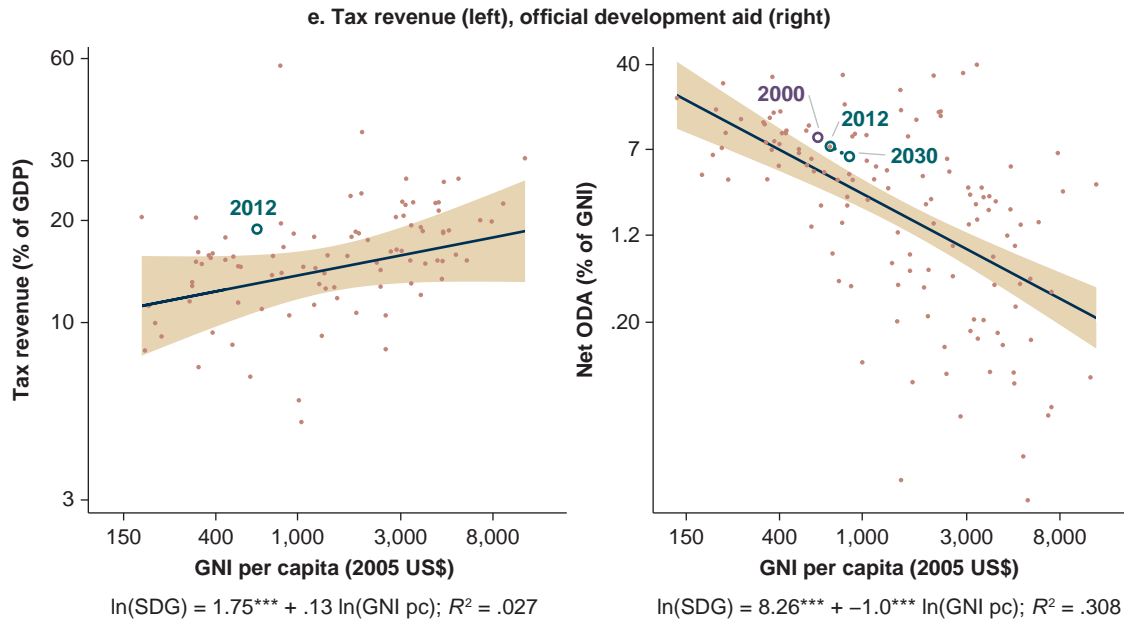 e. Tax revenue (left), official development aid (right)
Tax revenue (% of GDP)
60
30
20
10
3
2012
150 400 1,000 3,000 8,000
GNI per capita (2005 US$)
ln(SDG) = 1.75*** + .13 ln(GNI pc); R² = .027
Net ODA (% of GNI)
40
7
1.2
.20
2000
2012
2030
150 400 1,000 3,000 8,000
GNI per capita (2005 US$)
ln(SDG) = 8.26*** + –1.0*** ln(GNI pc); R² = .308